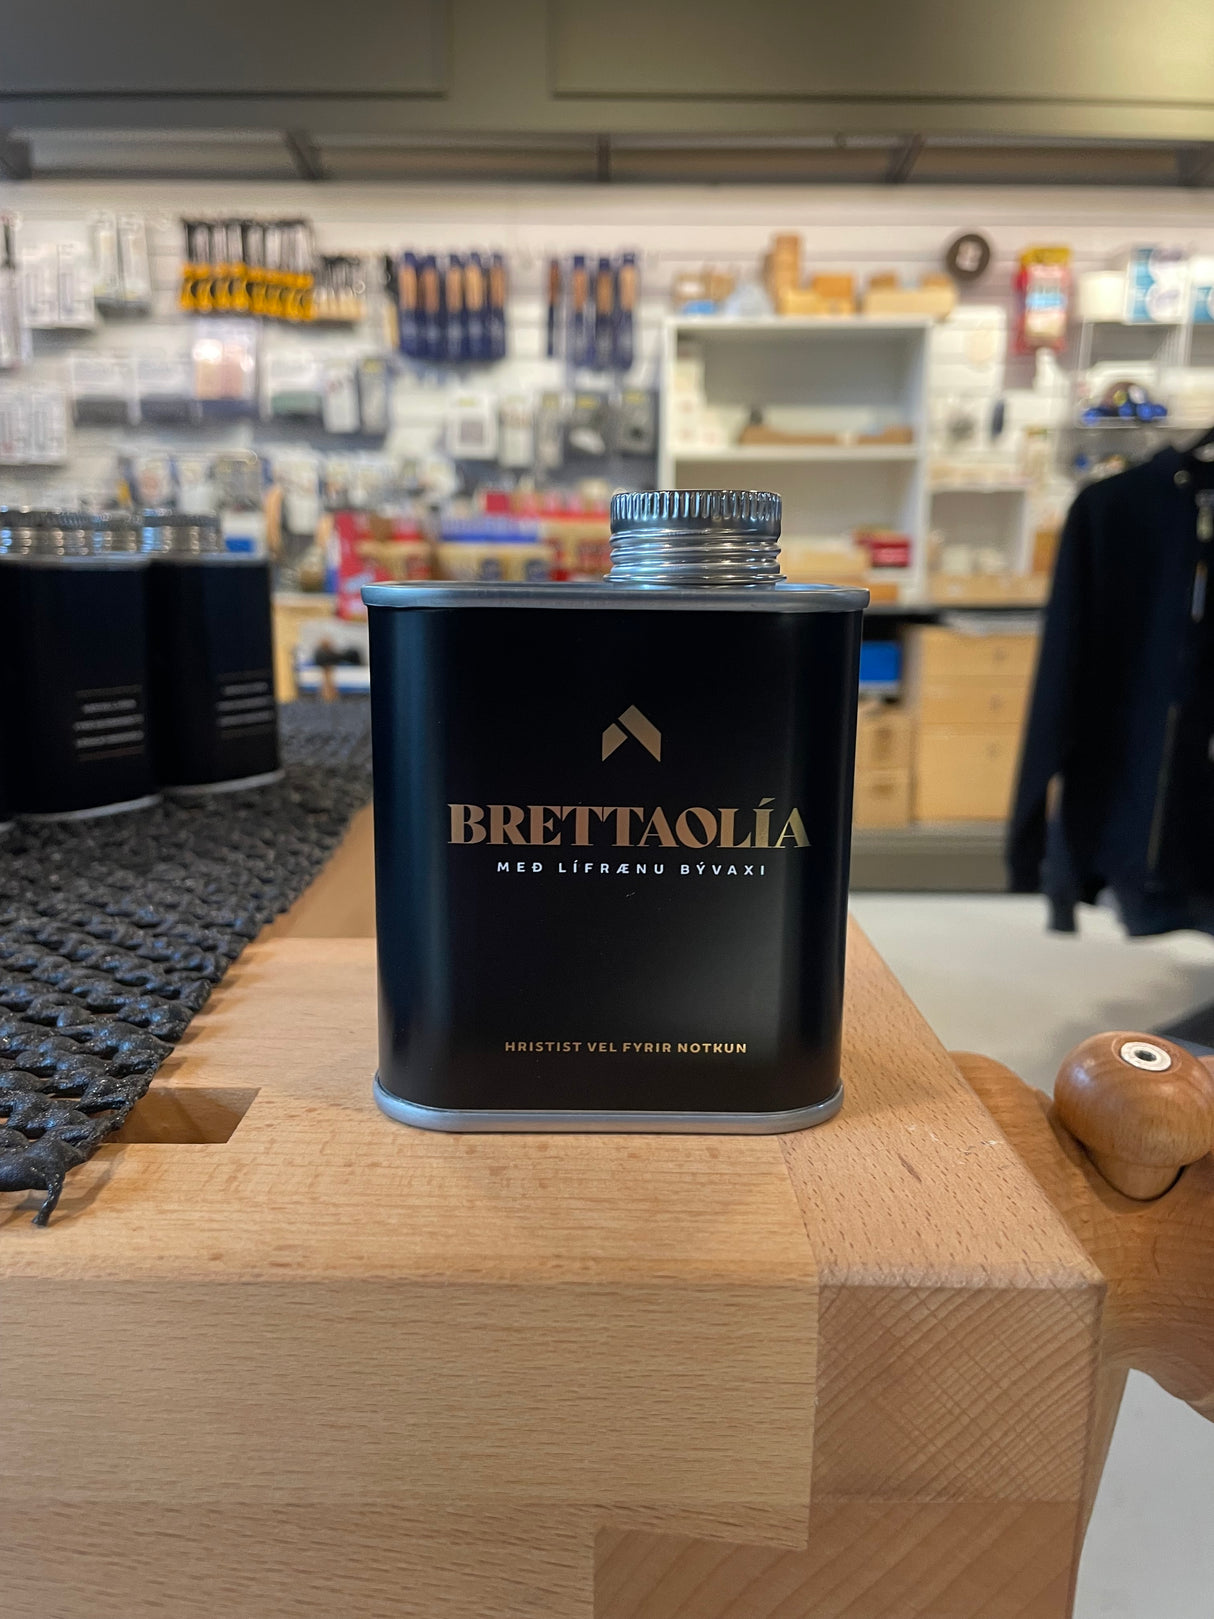 BRETTAOLÍA
MEÐ LÍFRÆNU BÝVAXI
HRISTIST VEL FYRIR NOTKUN